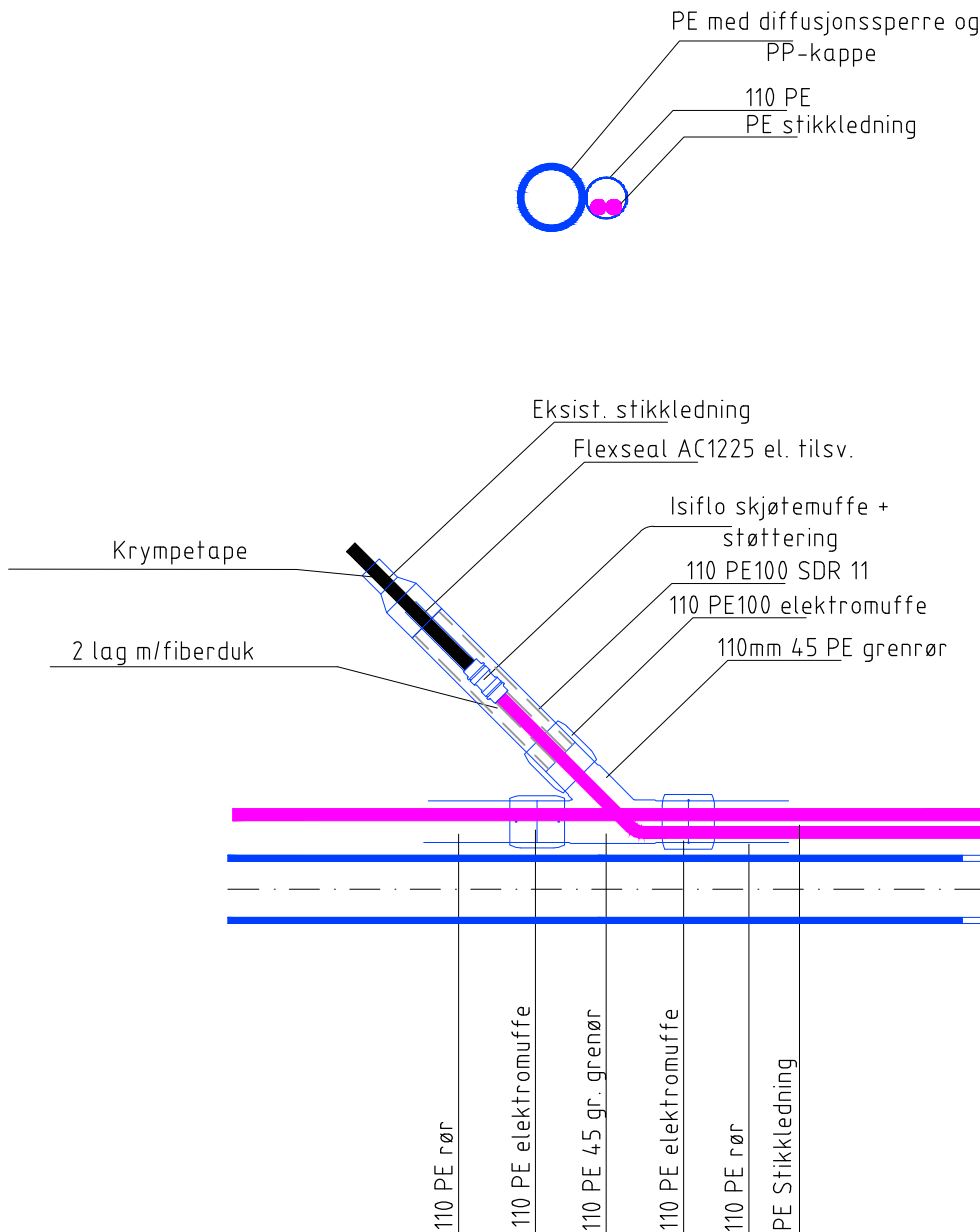 PE med diffusjonssperre og
PP-kappe
110 PE
PE stikkledning
Eksist. stikkledning
Flexseal AC1225 el. tilsv.
Isiflo skjøtemuffe +
støttering
Krympetape
110 PE100 SDR 11
110 PE100 elektromuffe
2 lag m/fiberduk
110mm 45 PE grenrør
110 PE rør
110 PE elektromuffe
110 PE 45 gr. grenør
110 PE elektromuffe
110 PE rør
PE Stikkledning